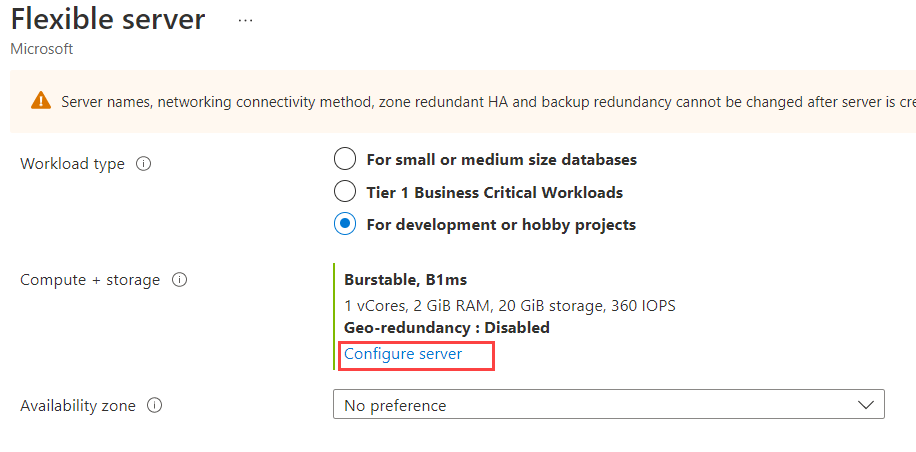 Flexible server ...
Microsoft
Server names, networking connectivity method, zone redundant HA and backup redundancy cannot be changed after server is cre
Workload type
For small or medium size databases
Tier 1 Business Critical Workloads
For development or hobby projects
Compute + storage
Burstable, B1ms
1 vCores, 2 GiB RAM, 20 GiB storage, 360 IOPS
Geo-redundancy : Disabled
Configure server
Availability zone
No preference